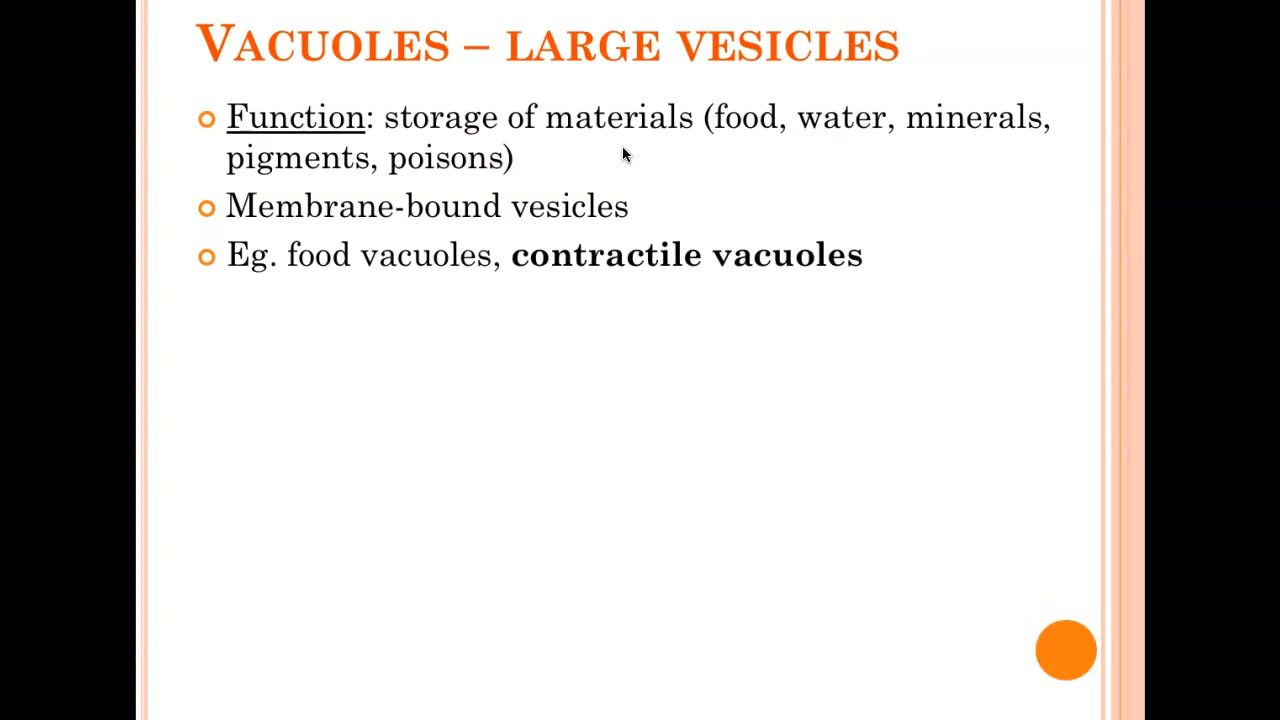 VACUOLES – LARGE VESICLES
Function: storage of materials (food, water, minerals,
pigments, poisons)
Membrane-bound vesicles
Eg. food vacuoles, contractile vacuoles